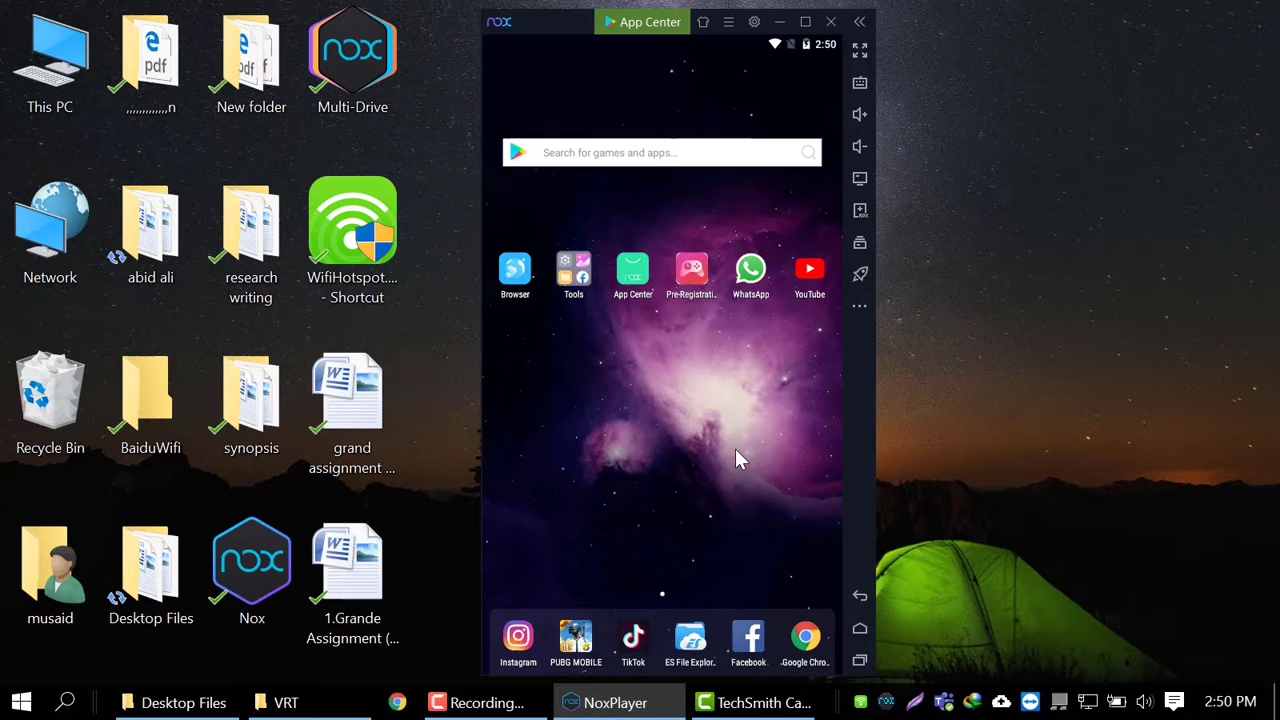 This PC
,,,,,,,,,,,,,n
New folder
Multi-Drive
Network
abid ali
research
writing
WifiHotspot....
- Shortcut
Recycle Bin
BaiduWifi
synopsis
grand
assignment ...
musaid
Desktop Files
Nox
1.Grande
Assignment (...
nox
App Center
2:50
Search for games and apps...
Browser
Tools
App Center
Pre-Registrati..
WhatsApp
YouTube
Instagram
PUBG MOBILE
TikTok
ES File Explor..
Facebook
Google Chro..
Desktop Files
VRT
Recording...
NoxPlayer
TechSmith Ca...
2:50 PM